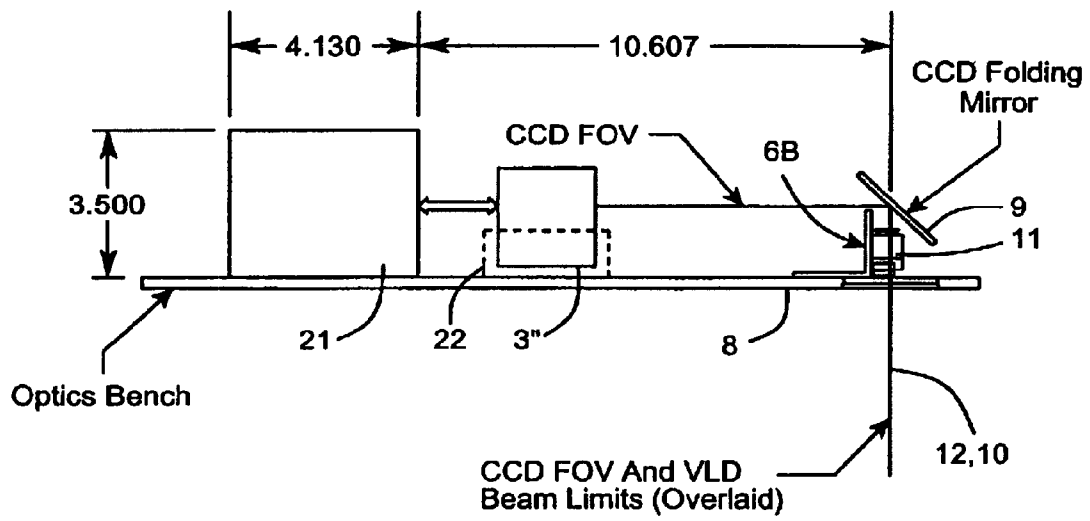 4.130
10.607
CCD Folding
Mirror
CCD FOV
6B
3.500
9
11
21
22
3"
8
Optics Bench
12,10
CCD FOV And VLD
Beam Limits (Overlaid)